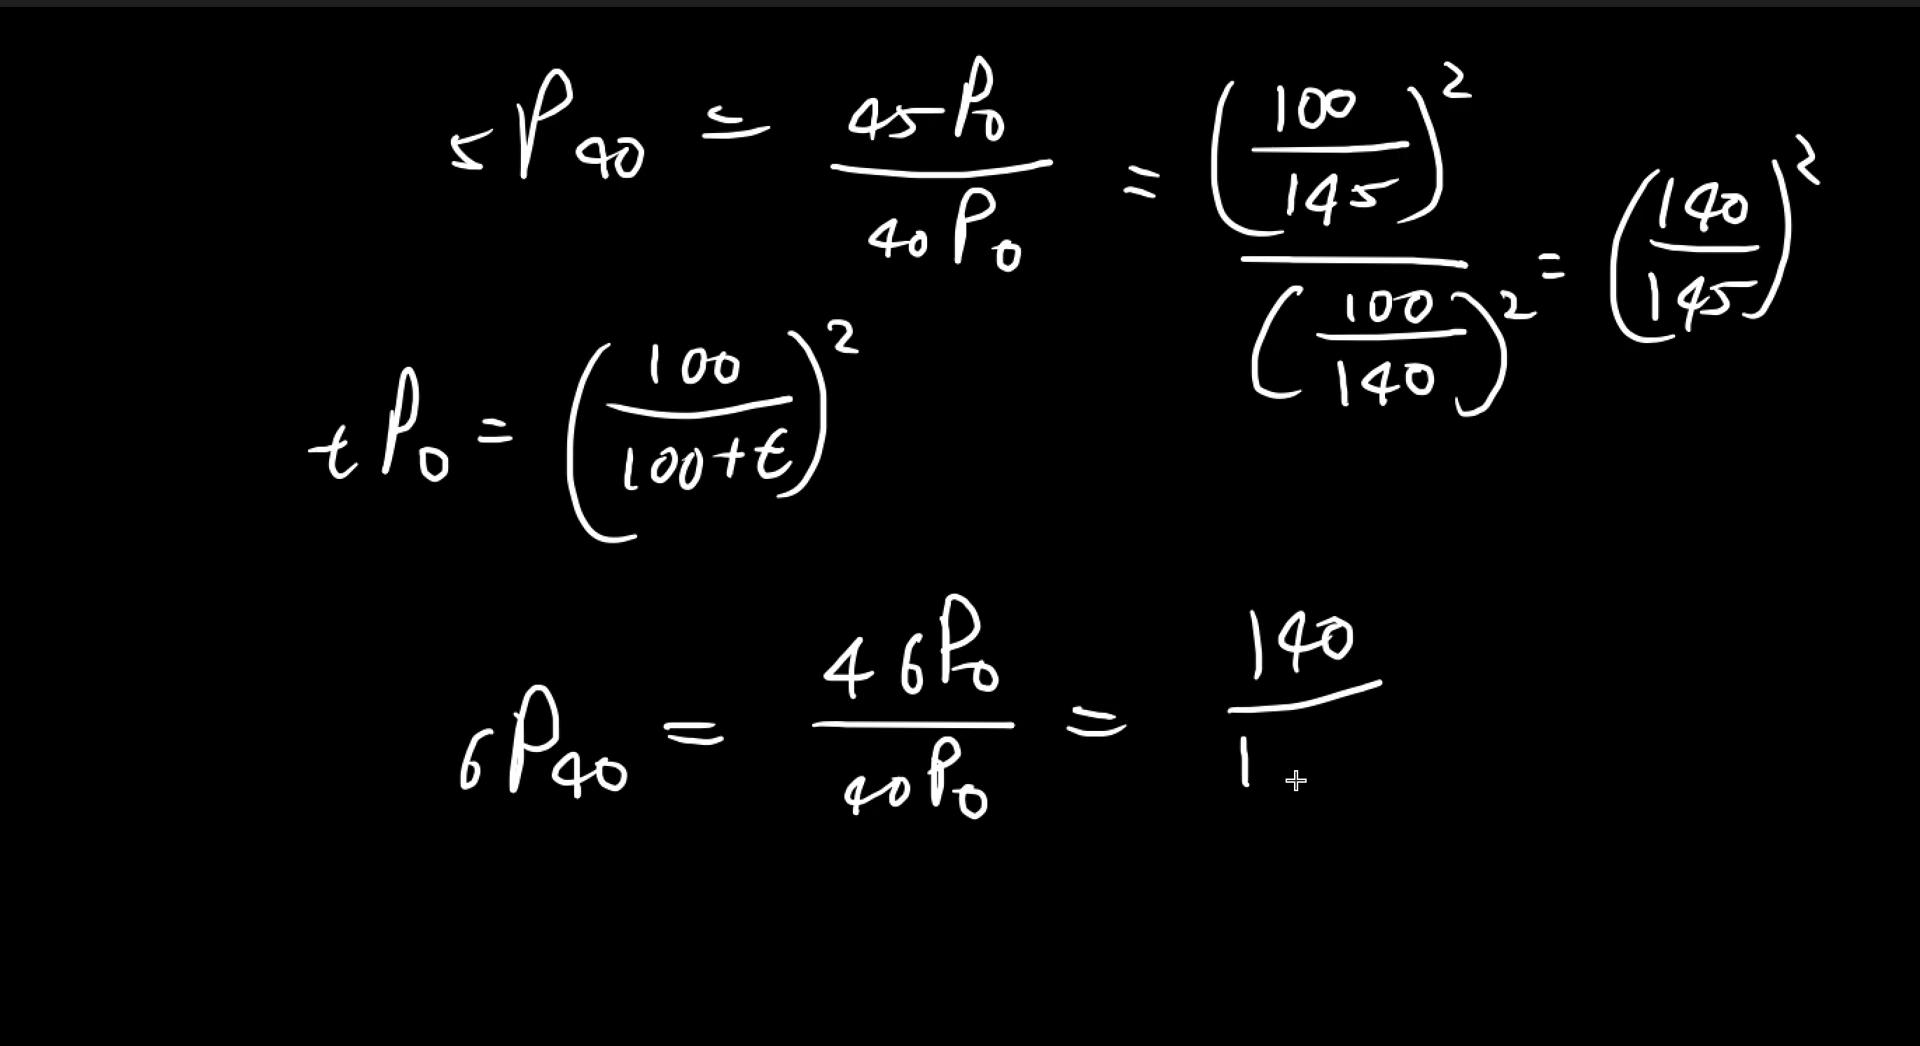 ₅P₄₀ = ₄₅P₀ / ₄₀P₀ = (100/145)² / (100/140)² = (140/145)²
ₜP₀ = (100 / 100+t)²
₆P₄₀ = ₄₆P₀ / ₄₀P₀ = 140 / 1